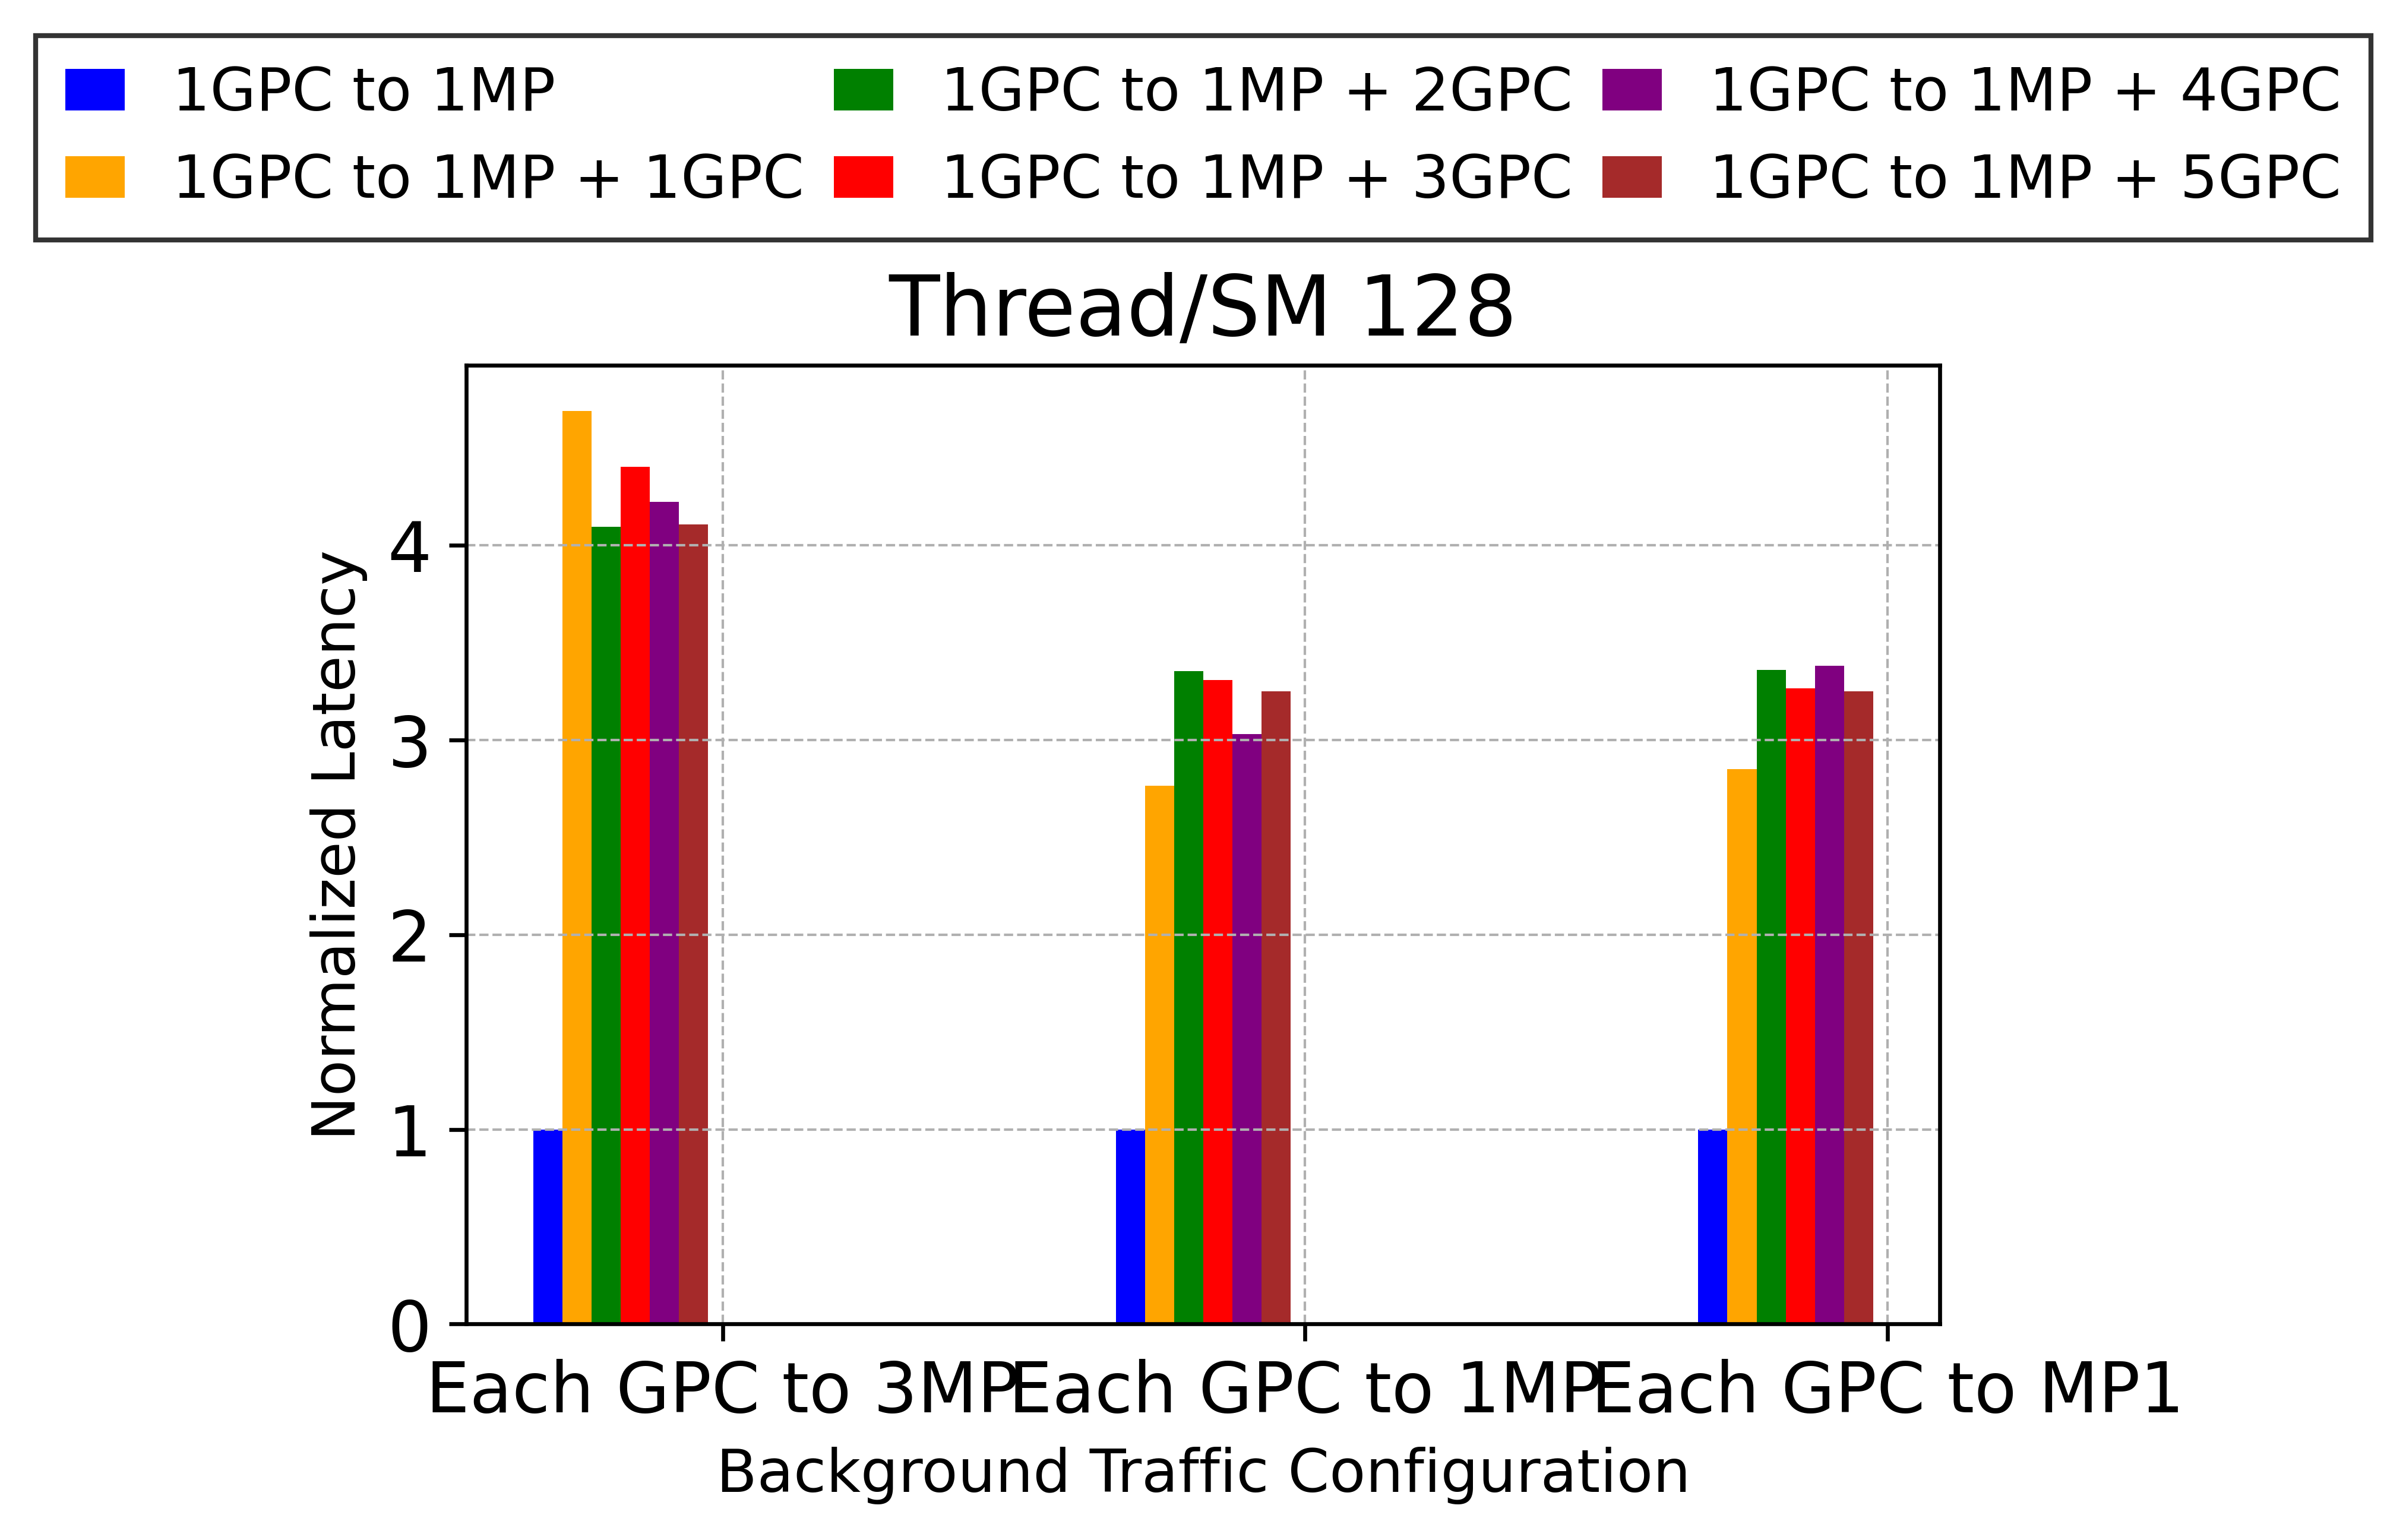 1GPC to 1MP
1GPC to 1MP + 1GPC
1GPC to 1MP + 2GPC
1GPC to 1MP + 3GPC
1GPC to 1MP + 4GPC
1GPC to 1MP + 5GPC
Thread/SM 128
Normalized Latency
4
3
2
1
0
Each GPC to 3MP
Each GPC to 1MP
Each GPC to MP1
Background Traffic Configuration